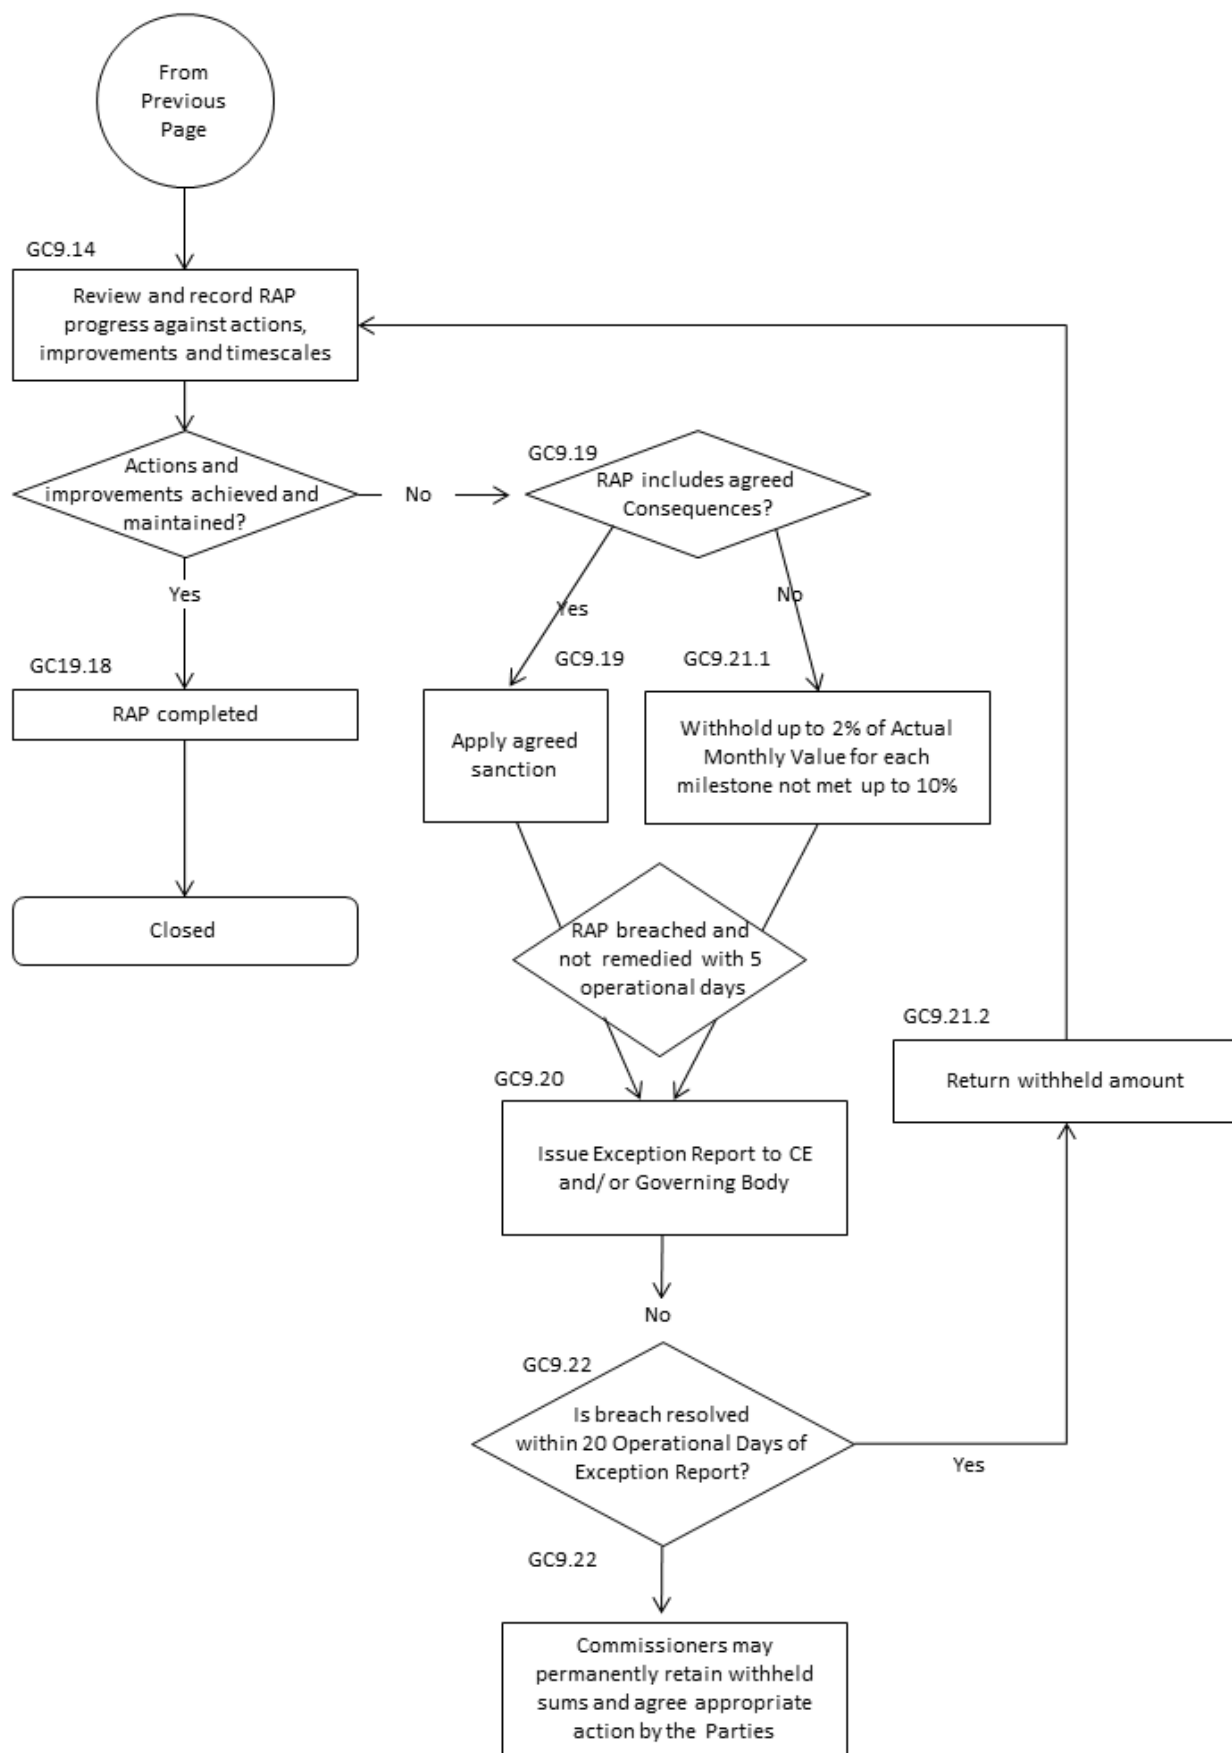 From
Previous
Page
GC9.14
Review and record RAP
progress against actions,
improvements and timescales
Actions and
improvements achieved and
maintained?
No
GC9.19
RAP includes agreed
Consequences?
Yes
Yes
No
GC19.18
RAP completed
GC9.19
Apply agreed
sanction
GC9.21.1
Withhold up to 2% of Actual
Monthly Value for each
milestone not met up to 10%
Closed
RAP breached and
not remedied with 5
operational days
GC9.21.2
Return withheld amount
GC9.20
Issue Exception Report to CE
and/ or Governing Body
No
GC9.22
Is breach resolved
within 20 Operational Days of
Exception Report?
Yes
GC9.22
Commissioners may
permanently retain withheld
sums and agree appropriate
action by the Parties